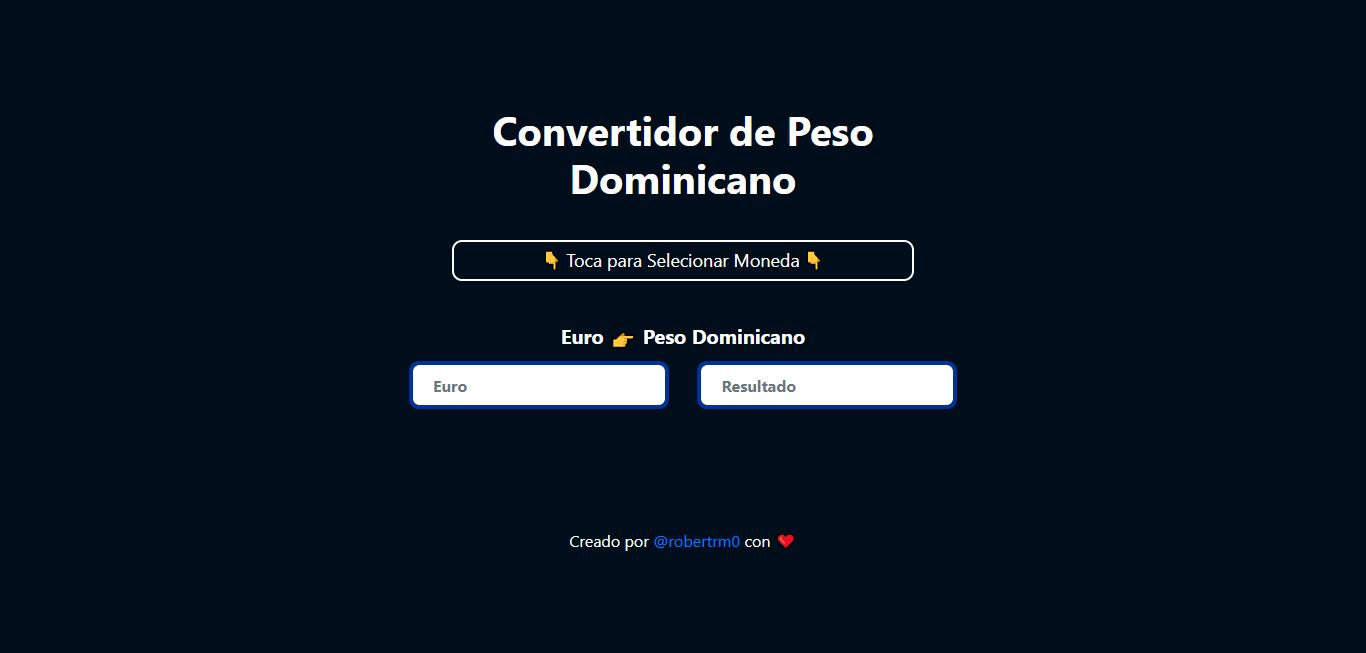 Convertidor de Peso
Dominicano
👇 Toca para Selecionar Moneda 👇
Euro 👉 Peso Dominicano
Euro
Resultado
Creado por @robertrm0 con ❤️